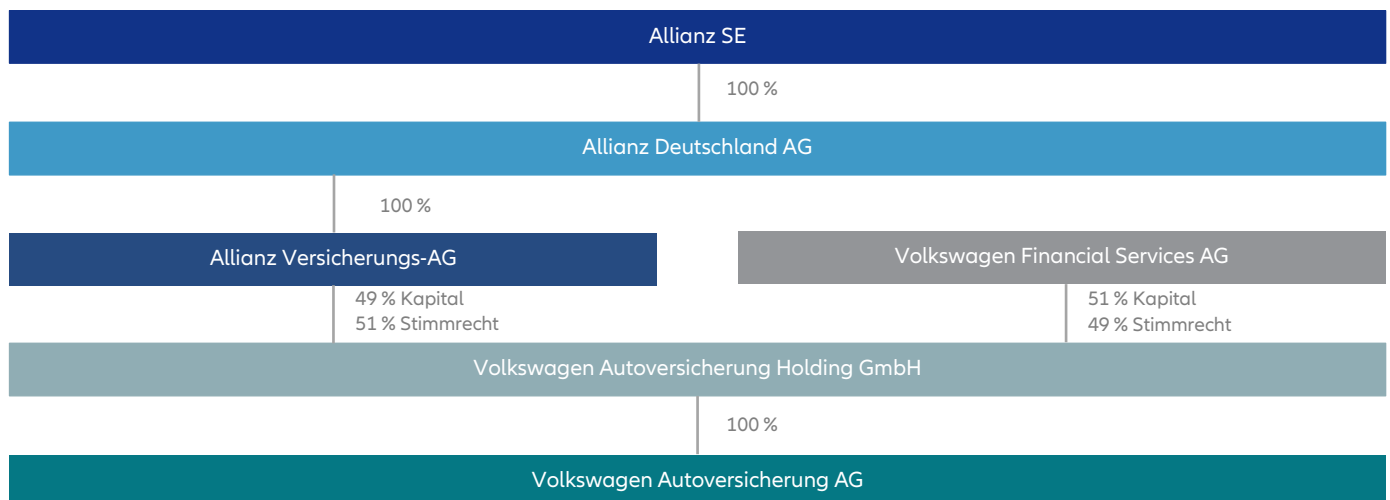 Allianz SE
100 %
Allianz Deutschland AG
100 %
Allianz Versicherungs-AG
Volkswagen Financial Services AG
49 % Kapital
51 % Stimmrecht
51 % Kapital
49 % Stimmrecht
Volkswagen Autoversicherung Holding GmbH
100 %
Volkswagen Autoversicherung AG